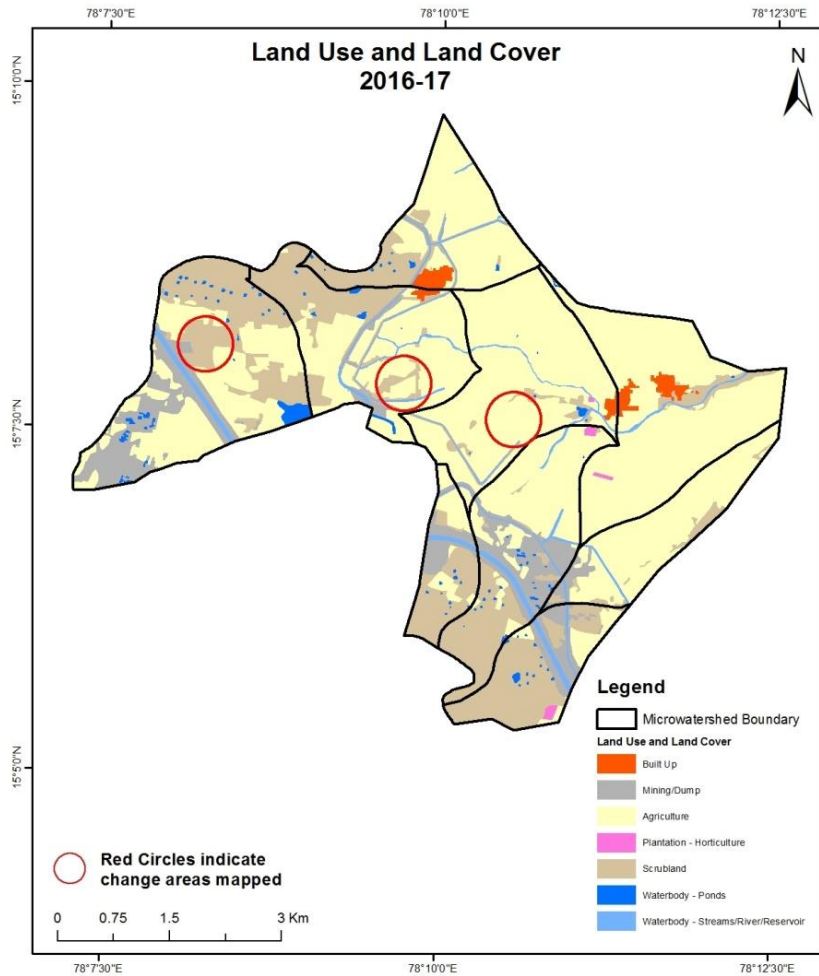 78°7'30"E
78°10'0"E
78°12'30"E
Land Use and Land Cover
2016-17
N
15°10'0"N
15°7'30"N
15°5'0"N
Legend
Microwatershed Boundary
Land Use and Land Cover
Built Up
Mining/Dump
Agriculture
Plantation - Horticulture
Scrubland
Waterbody - Ponds
Waterbody - Streams/River/Reservoir
Red Circles indicate
change areas mapped
0 0.75 1.5 3 Km
78°7'30"E
78°10'0"E
78°12'30"E